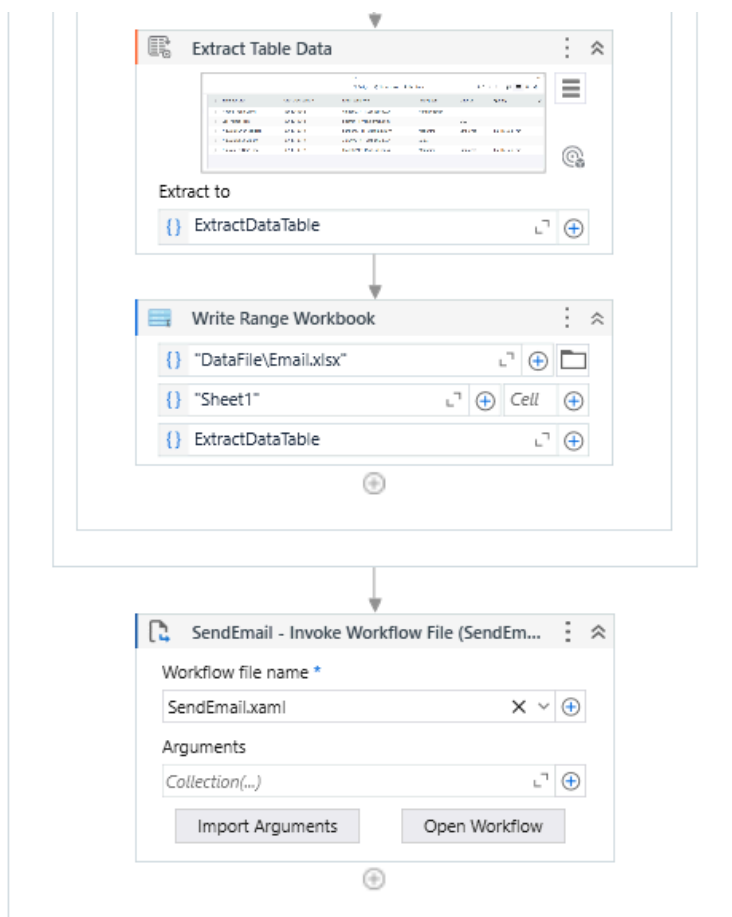 Extract Table Data
Extract to
{} ExtractDataTable
Write Range Workbook
{} "DataFile\Email.xlsx"
{} "Sheet1" Cell
{} ExtractDataTable
SendEmail - Invoke Workflow File (SendEm...
Workflow file name *
SendEmail.xaml
Arguments
Collection(...)
Import Arguments Open Workflow